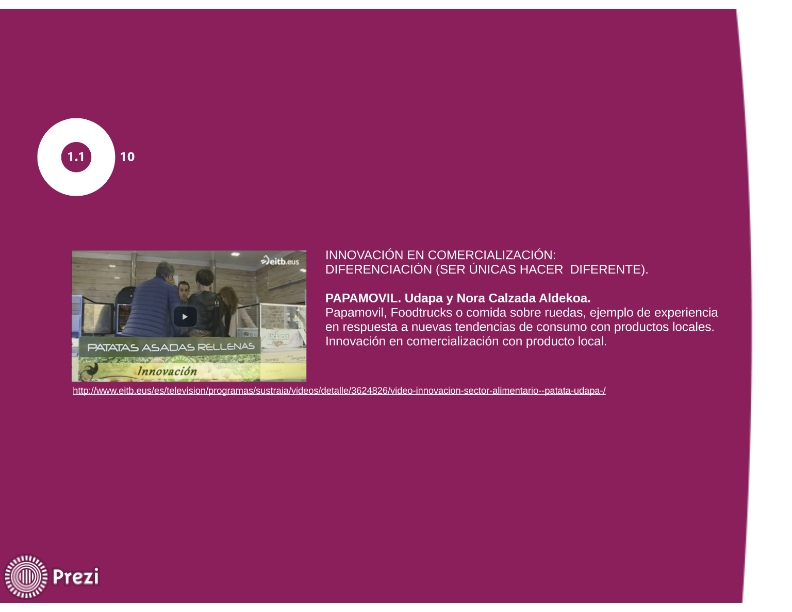 1.1 10
INNOVACIÓN EN COMERCIALIZACIÓN:
DIFERENCIACIÓN (SER ÚNICAS HACER DIFERENTE).
PAPAMOVIL. Udapa y Nora Calzada Aldekoa.
Papamovil, Foodtrucks o comida sobre ruedas, ejemplo de experiencia
en respuesta a nuevas tendencias de consumo con productos locales.
Innovación en comercialización con producto local.
eitb.eus
PATATAS ASADAS RELLENAS
Innovación
http://www.eitb.eus/es/television/programas/sustraia/videos/detalle/3624826/video-innovacion-sector-alimentario--patata-udapa-/
Prezi